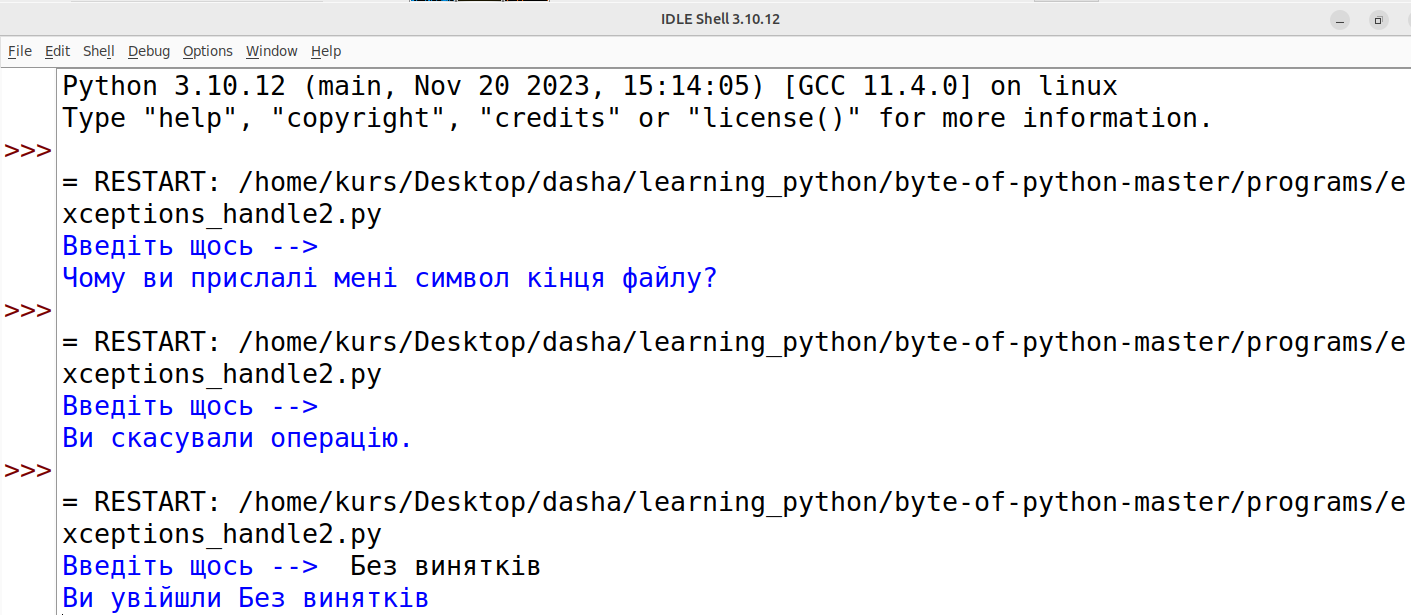 IDLE Shell 3.10.12
File Edit Shell Debug Options Window Help
Python 3.10.12 (main, Nov 20 2023, 15:14:05) [GCC 11.4.0] on linux
Type "help", "copyright", "credits" or "license()" for more information.
>>>
= RESTART: /home/kurs/Desktop/dasha/learning_python/byte-of-python-master/programs/e
xceptions_handle2.py
Введіть щось -->
Чому ви прислалі мені символ кінця файлу?
>>>
= RESTART: /home/kurs/Desktop/dasha/learning_python/byte-of-python-master/programs/e
xceptions_handle2.py
Введіть щось -->
Ви скасували операцію.
>>>
= RESTART: /home/kurs/Desktop/dasha/learning_python/byte-of-python-master/programs/e
xceptions_handle2.py
Введіть щось -->  Без винятків
Ви увійшли Без винятків